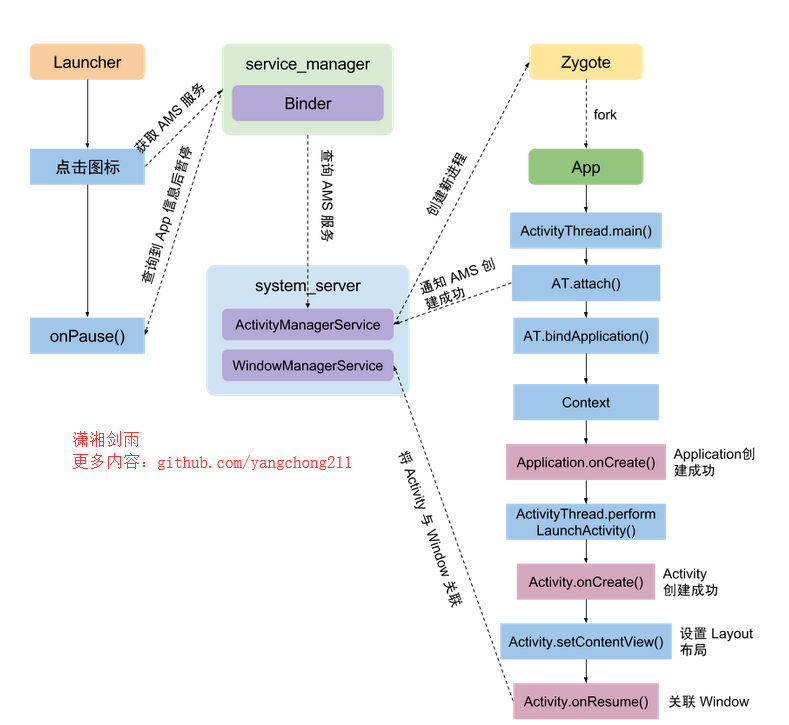 Launcher
点击图标
onPause()
获取 AMS 服务
查询到 App 信息后暂停
service_manager
Binder
查询 AMS 服务
system_server
ActivityManagerService
WindowManagerService
创建新进程
通知 AMS 创
建成功
将 Activity 与 Window 关联
Zygote
fork
App
ActivityThread.main()
AT.attach()
AT.bindApplication()
Context
Application.onCreate()
Application创
建成功
ActivityThread.perform
LaunchActivity()
Activity.onCreate()
Activity
创建成功
Activity.setContentView()
设置 Layout
布局
Activity.onResume()
关联 Window
潇湘剑雨
更多内容：github.com/yangchong211